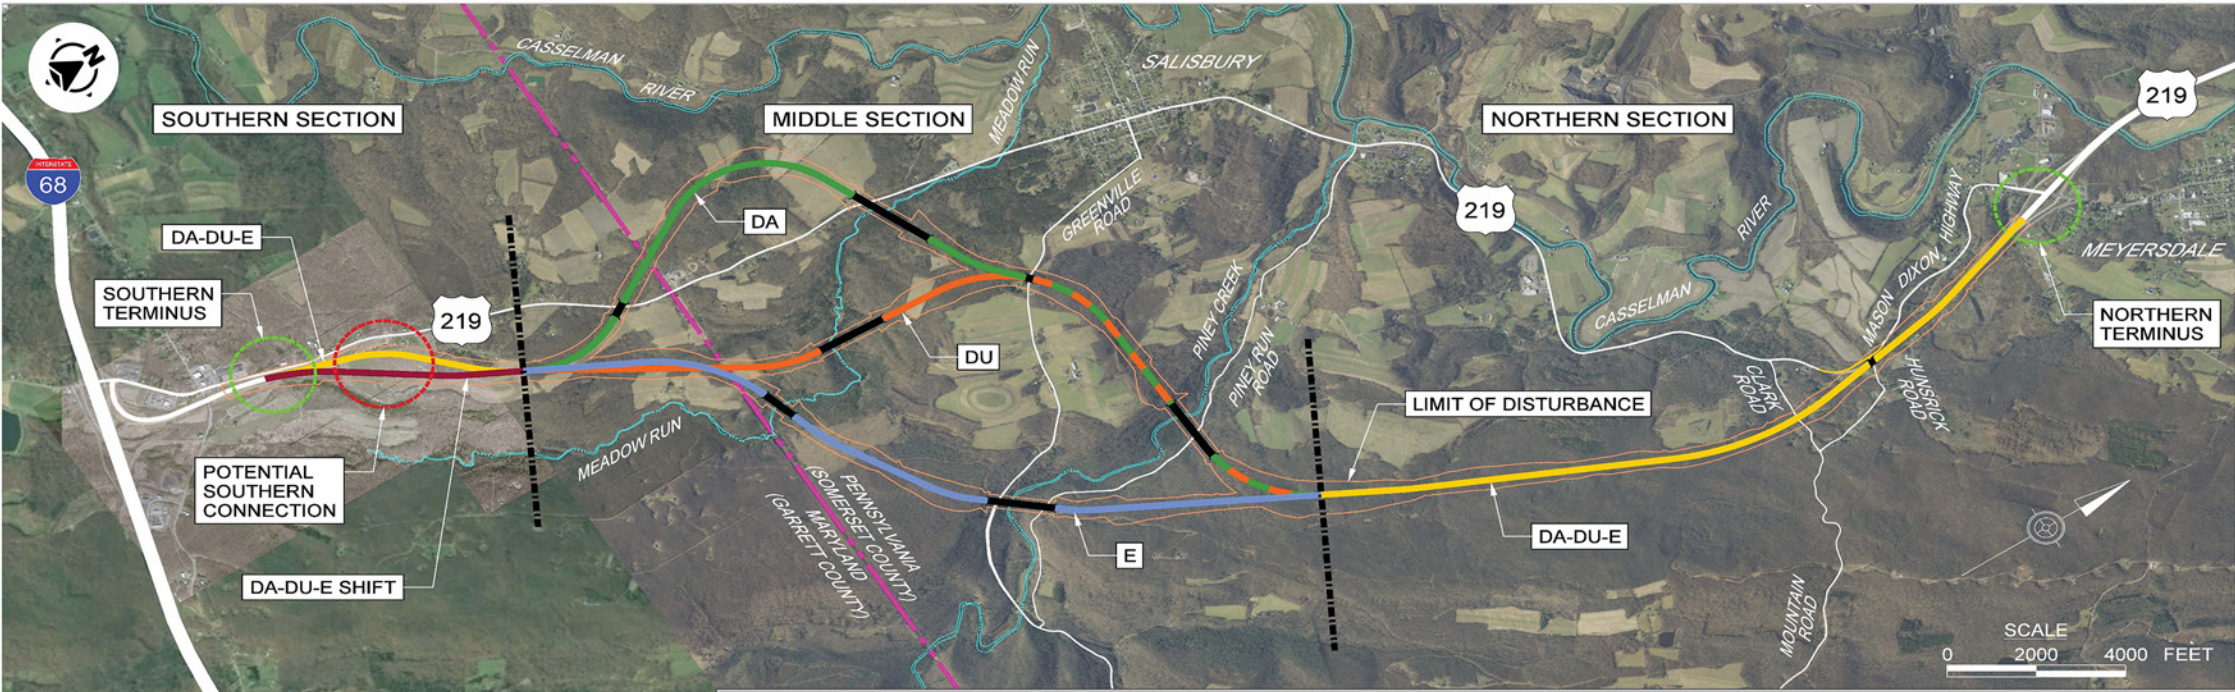 N
CASSELMAN
RIVER
MEADOW RUN
SALISBURY
219
SOUTHERN SECTION
MIDDLE SECTION
NORTHERN SECTION
INTERSTATE
68
DA
GREENVILLE
ROAD
219
RIVER
MASON DIXON HIGHWAY
MEYERSDALE
DA-DU-E
SOUTHERN
TERMINUS
219
PINEY CREEK
CASSELMAN
NORTHERN
TERMINUS
DU
PINEY RUN
ROAD
CLARK
ROAD
HUNSRICK
ROAD
LIMIT OF DISTURBANCE
POTENTIAL
SOUTHERN
CONNECTION
MEADOW RUN
PENNSYLVANIA
(SOMERSET COUNTY)
MARYLAND
(GARRETT COUNTY)
E
DA-DU-E
DA-DU-E SHIFT
MOUNTAIN
ROAD
SCALE
0 2000 4000 FEET